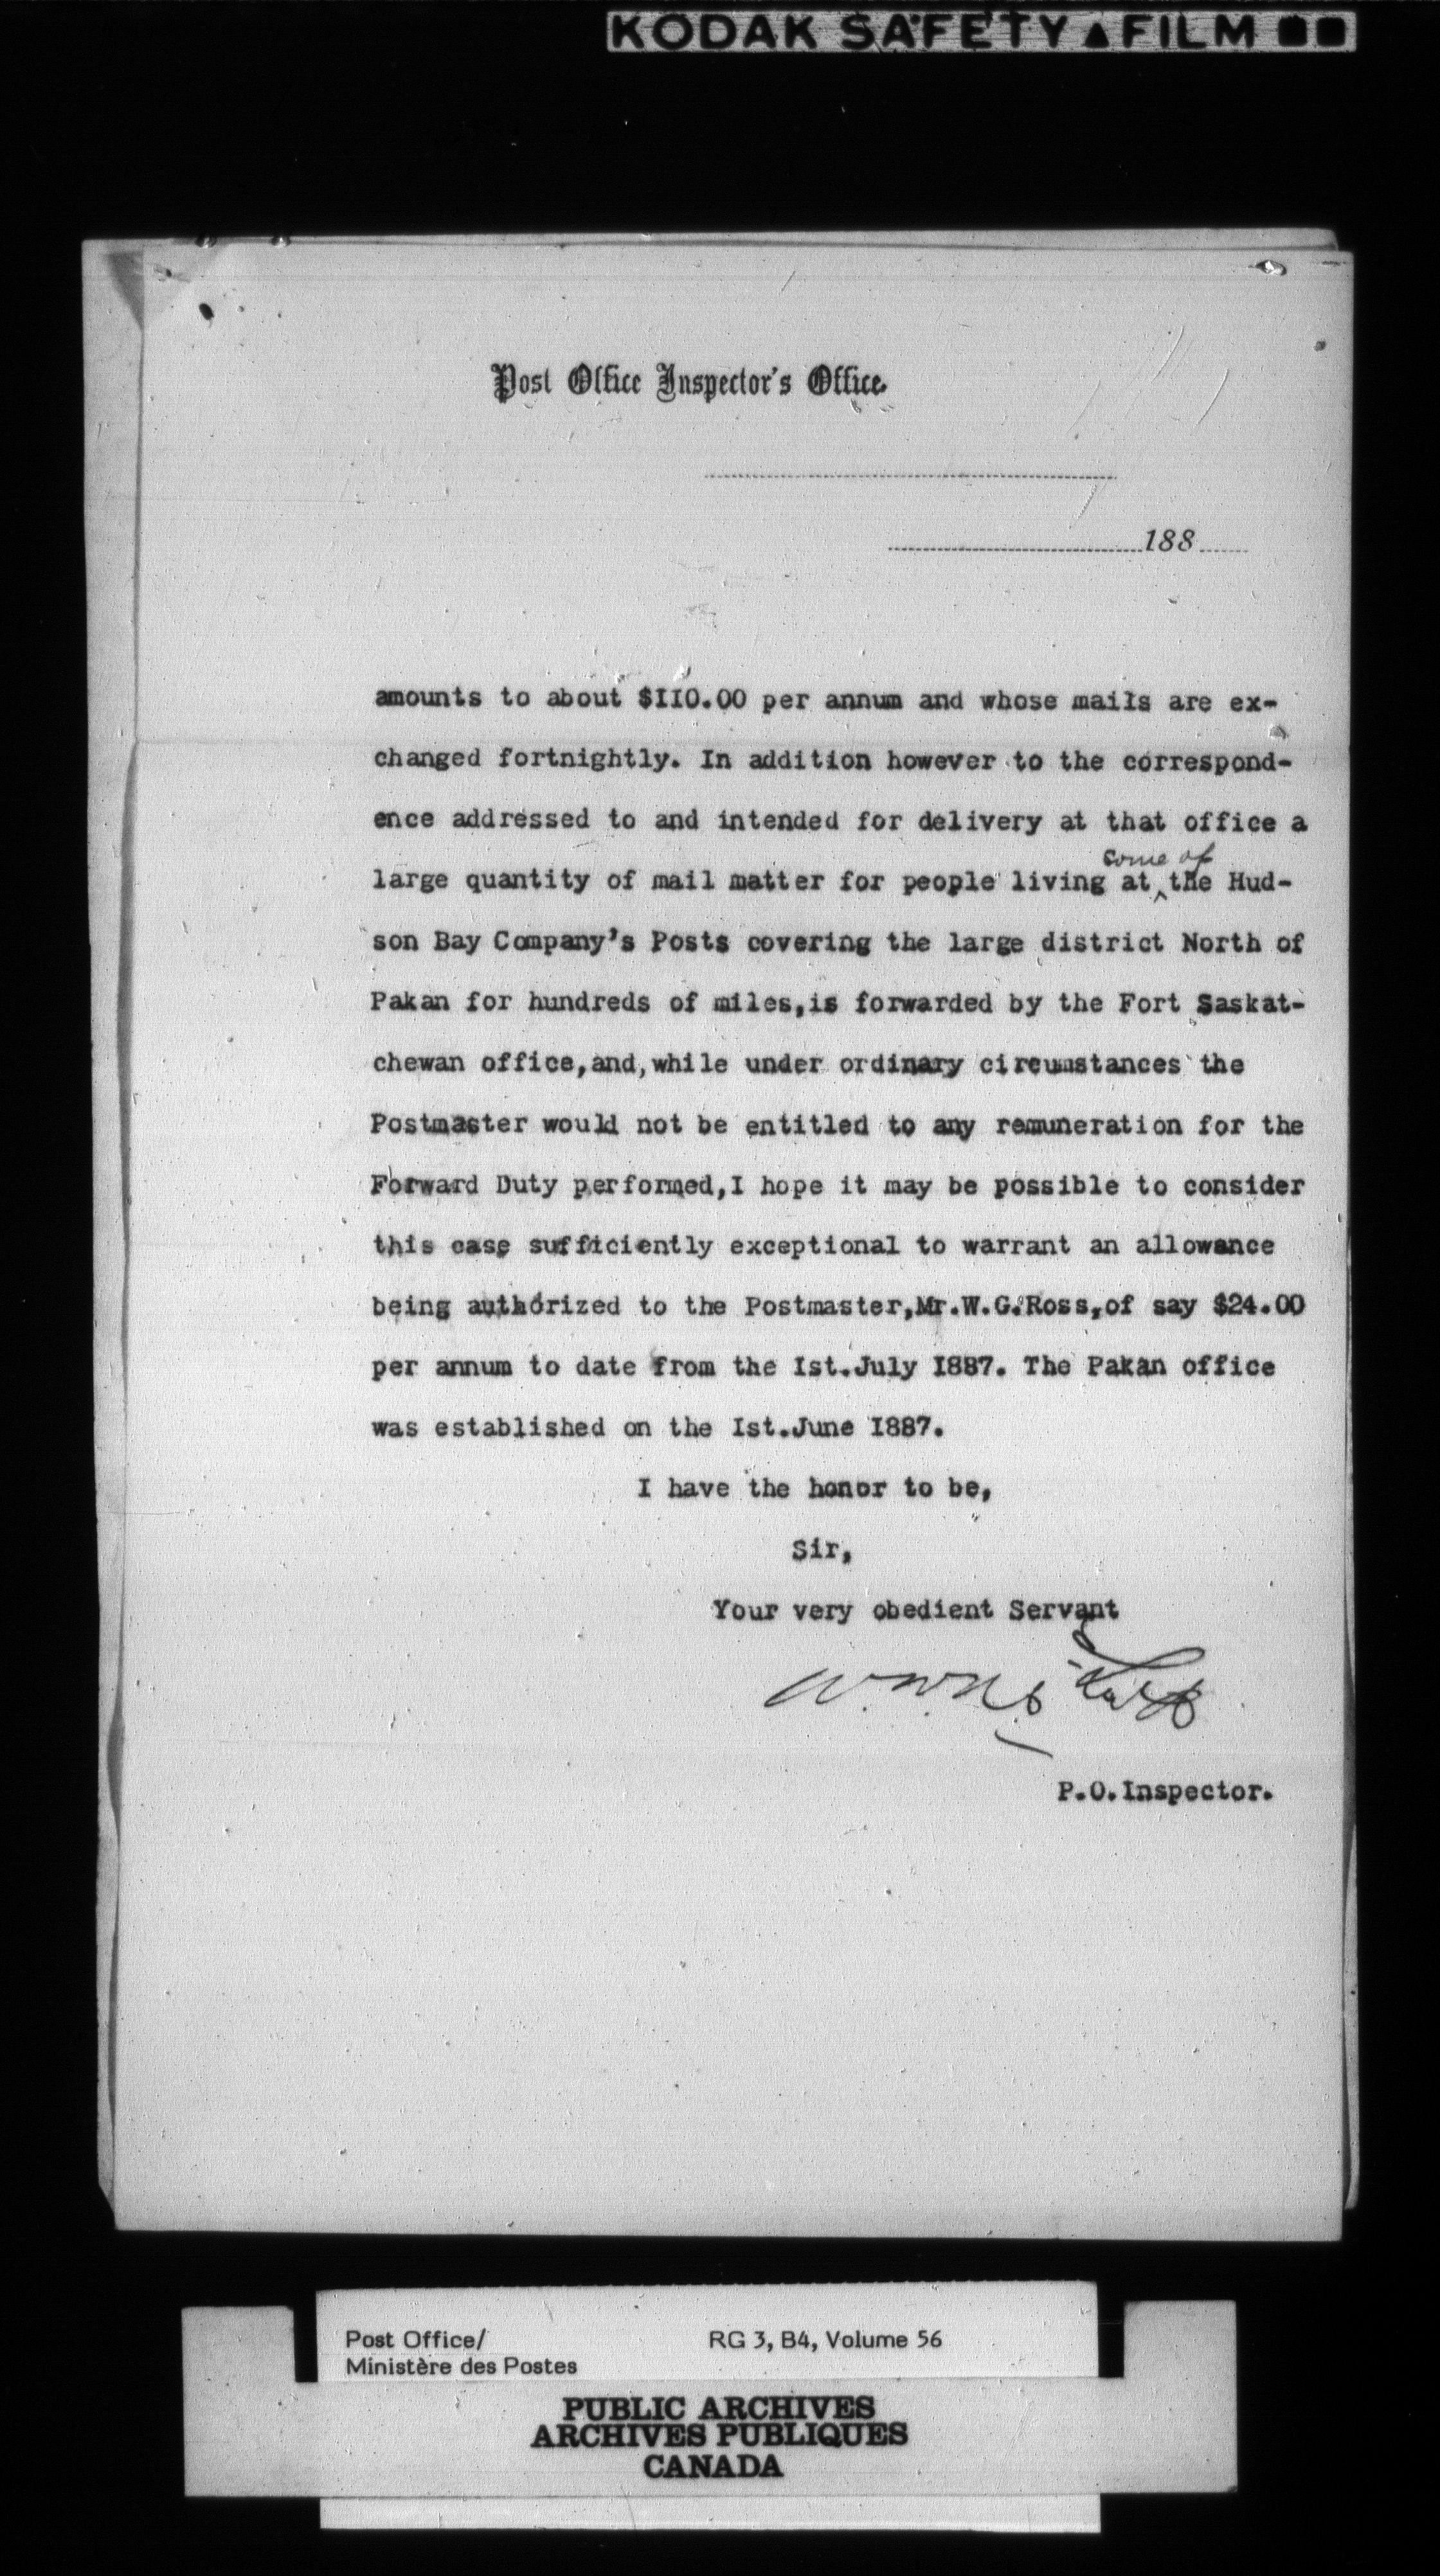 KODAK SAFETY ▲ FILM ■■
Post Office Inspector's Office.
188
amounts to about $II0.00 per annum and whose mails are ex-
changed fortnightly. In addition however to the correspond-
ence addressed to and intended for delivery at that office a
some of
large quantity of mail matter for people living at ‸ the Hud-
son Bay Company's Posts covering the large district North of
Pakan for hundreds of miles,is forwarded by the Fort Saskat-
chewan office,and,while under ordinary circumstances the
Postmaster would not be entitled to any remuneration for the
Forward Duty performed,I hope it may be possible to consider
this case sufficiently exceptional to warrant an allowance
being authorized to the Postmaster,Mr.W.G.Ross,of say $24.00
per annum to date from the Ist.July I887. The Pakan office
was established on the Ist.June I887.
I have the honor to be,
Sir,
Your very obedient Servant
P.O.Inspector.
Post Office/ RG 3, B4, Volume 56
Ministère des Postes
PUBLIC ARCHIVES
ARCHIVES PUBLIQUES
CANADA